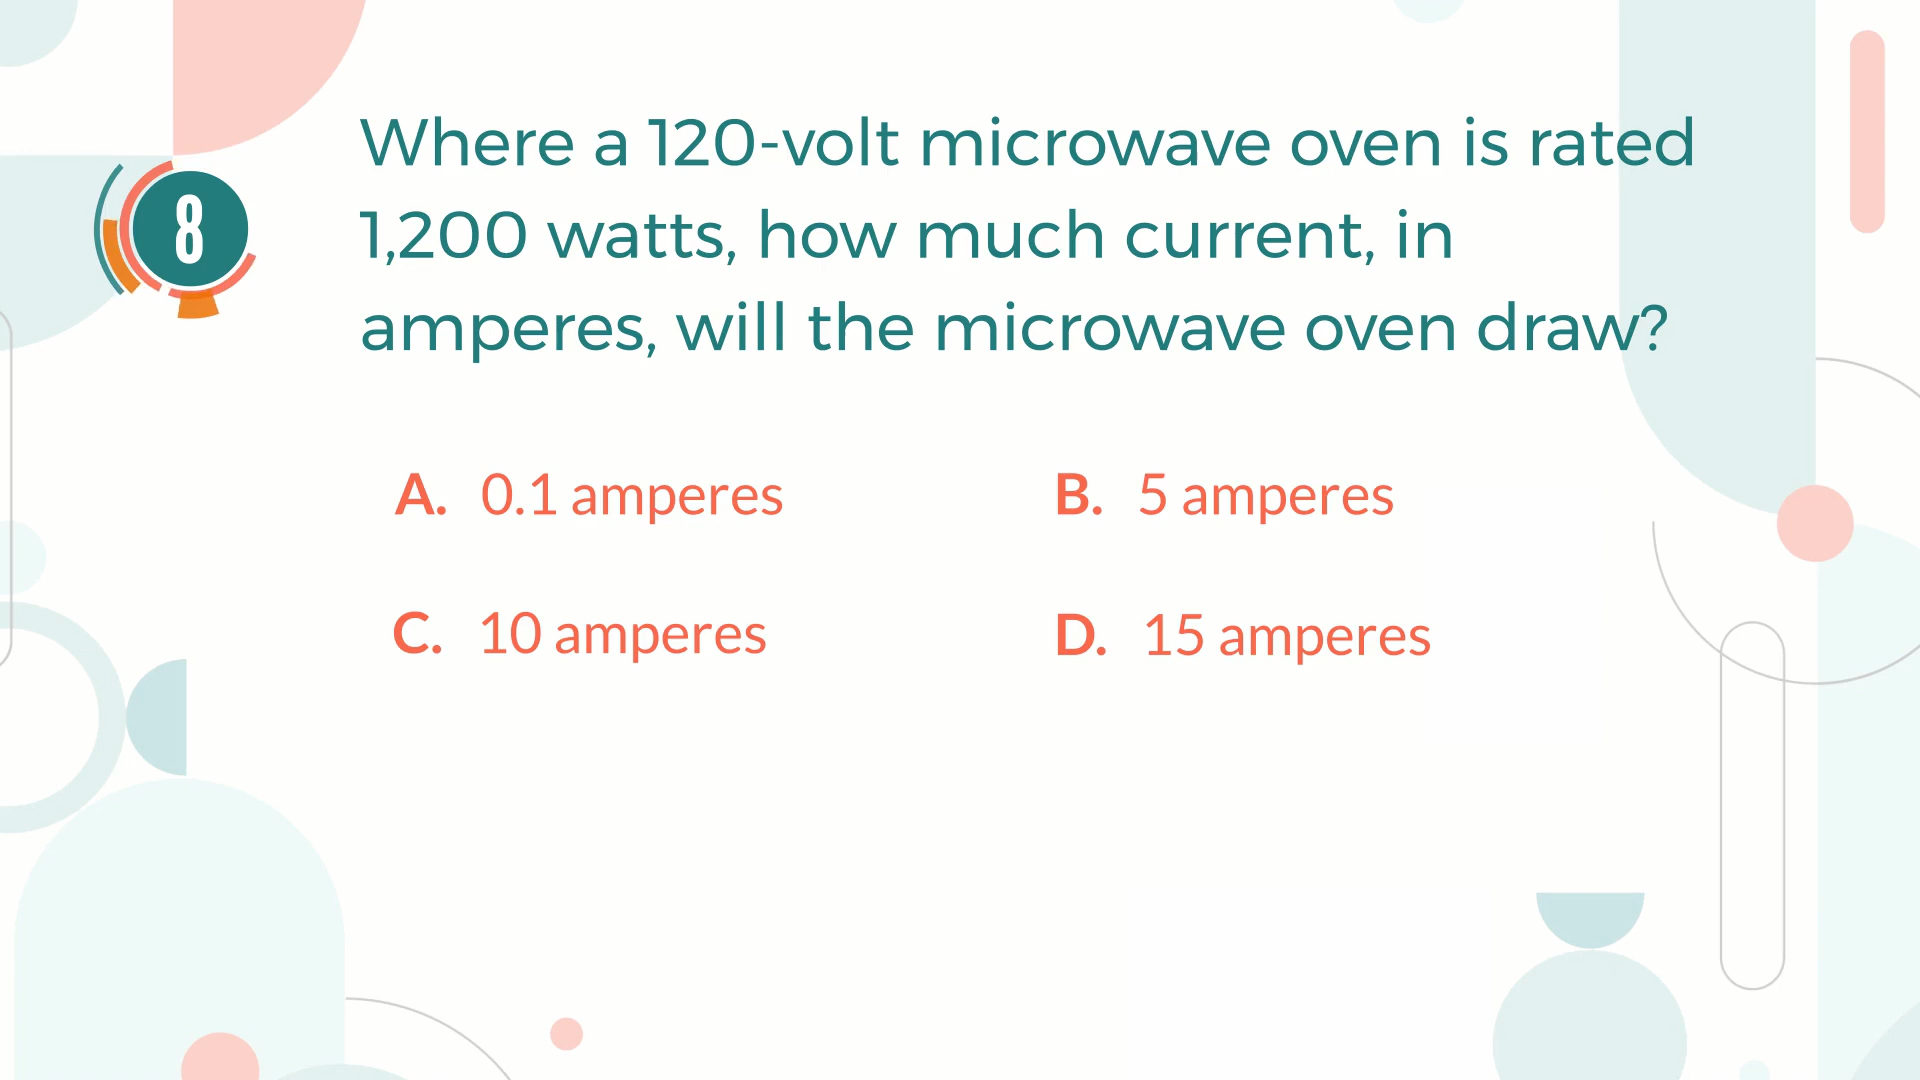 8
Where a 120-volt microwave oven is rated
1,200 watts, how much current, in
amperes, will the microwave oven draw?
A. 0.1 amperes
B. 5 amperes
C. 10 amperes
D. 15 amperes